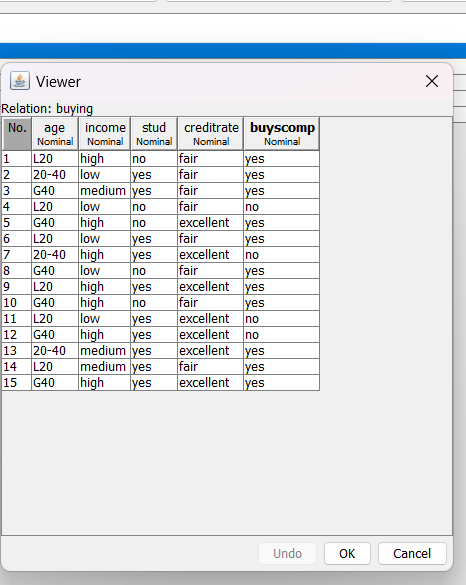 Viewer
Relation: buying
No. age income stud creditrate buyscomp
Nominal Nominal Nominal Nominal Nominal
1 L20 high no fair yes
2 20-40 low yes fair yes
3 G40 medium yes fair yes
4 L20 low no fair no
5 G40 high no excellent yes
6 L20 low yes fair yes
7 20-40 high yes excellent no
8 G40 low no fair yes
9 L20 high yes excellent yes
10 G40 high no fair yes
11 L20 low yes excellent no
12 G40 high yes excellent no
13 20-40 medium yes excellent yes
14 L20 medium yes fair yes
15 G40 high yes excellent yes
Undo OK Cancel